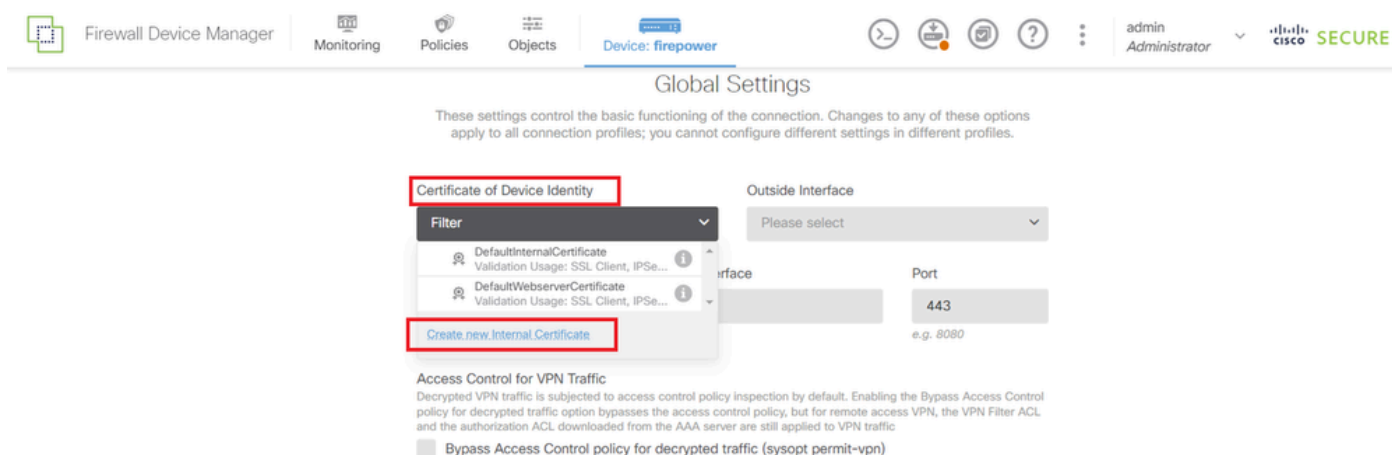 Firewall Device Manager
Monitoring
Policies
Objects
Device: firepower
admin
Administrator
cisco SECURE
Global Settings
These settings control the basic functioning of the connection. Changes to any of these options
apply to all connection profiles; you cannot configure different settings in different profiles.
Certificate of Device Identity
Outside Interface
Filter
Please select
DefaultInternalCertificate
Validation Usage: SSL Client, IPSe...
DefaultWebserverCertificate
Validation Usage: SSL Client, IPSe...
Create new Internal Certificate
erface
Port
443
e.g. 8080
Access Control for VPN Traffic
Decrypted VPN traffic is subjected to access control policy inspection by default. Enabling the Bypass Access Control
policy for decrypted traffic option bypasses the access control policy, but for remote access VPN, the VPN Filter ACL
and the authorization ACL downloaded from the AAA server are still applied to VPN traffic
Bypass Access Control policy for decrypted traffic (sysopt permit-vpn)